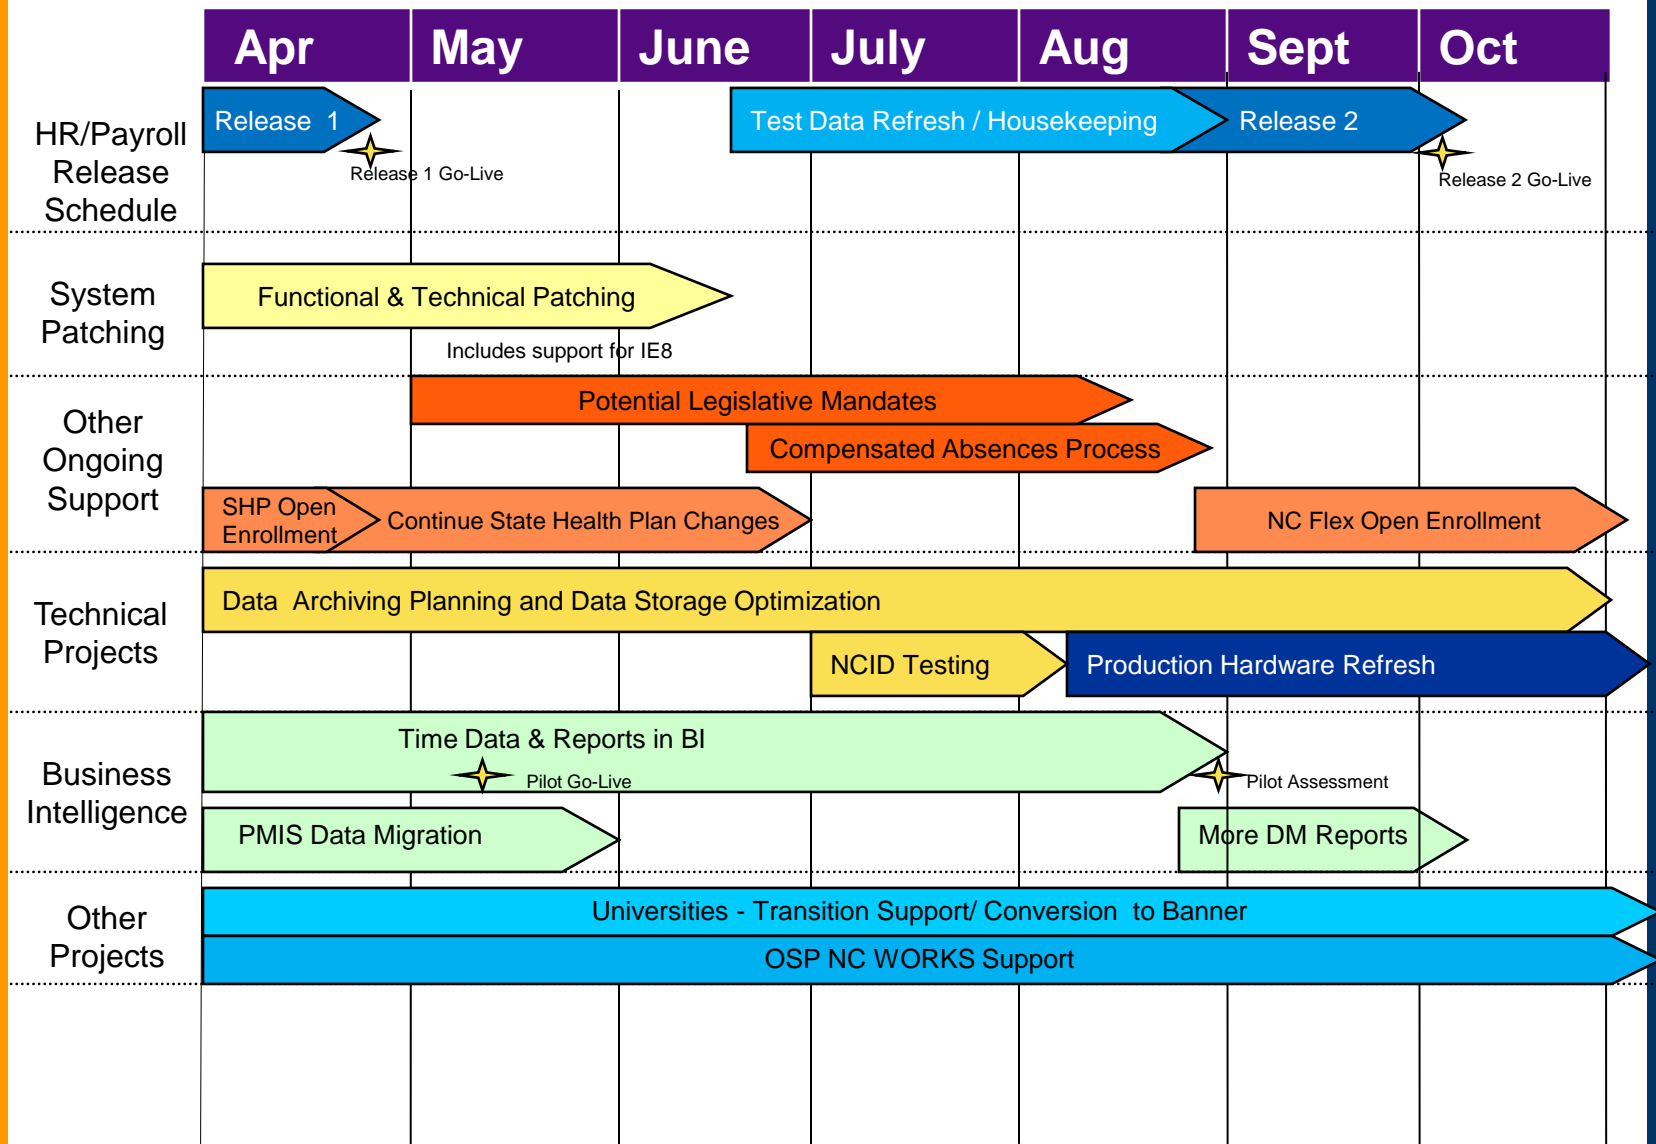 Apr May June July Aug Sept Oct
HR/Payroll
Release
Schedule
Release 1
Test Data Refresh / Housekeeping
Release 2
Release 1 Go-Live
Release 2 Go-Live
System
Patching
Functional & Technical Patching
Includes support for IE8
Other
Ongoing
Support
Potential Legislative Mandates
Compensated Absences Process
SHP Open
Enrollment
Continue State Health Plan Changes
NC Flex Open Enrollment
Technical
Projects
Data Archiving Planning and Data Storage Optimization
NCID Testing
Production Hardware Refresh
Business
Intelligence
Time Data & Reports in BI
Pilot Go-Live
Pilot Assessment
PMIS Data Migration
More DM Reports
Other
Projects
Universities - Transition Support/ Conversion to Banner
OSP NC WORKS Support